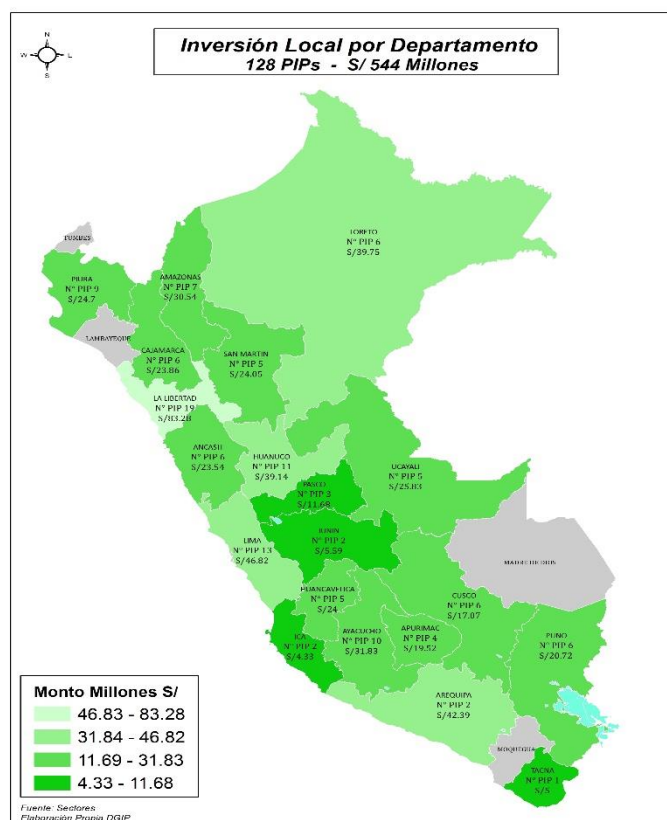 Inversión Local por Departamento
128 PIPs - S/ 544 Millones
N
W
L
S
LORETO
N° PIP 6
S/39.75
TUMBES
PIURA
N° PIP 9
S/24.7
AMAZONAS
N° PIP 7
S/30.54
LAMBAYEQUE
CAJAMARCA
N° PIP 6
S/23.86
SAN MARTIN
N° PIP 5
S/24.05
LA LIBERTAD
N° PIP 19
S/83.28
ANCASH
N° PIP 6
S/23.54
HUANUCO
N° PIP 11
S/39.14
UCAYALI
N° PIP 5
S/25.83
PASCO
N° PIP 3
S/11.68
JUNIN
N° PIP 2
S/5.59
LIMA
N° PIP 13
S/46.82
MADRE DE DIOS
HUANCAVELICA
N° PIP 5
S/24
CUSCO
N° PIP 6
S/17.07
ICA
N° PIP 2
S/4.33
AYACUCHO
N° PIP 10
S/31.83
APURIMAC
N° PIP 4
S/19.52
PUNO
N° PIP 6
S/20.72
AREQUIPA
N° PIP 2
S/42.39
MOQUEGUA
TACNA
N° PIP 1
S/5
Monto Millones S/
46.83 - 83.28
31.84 - 46.82
11.69 - 31.83
4.33 - 11.68
Fuente: Sectores
Elaboración Propia DGIP